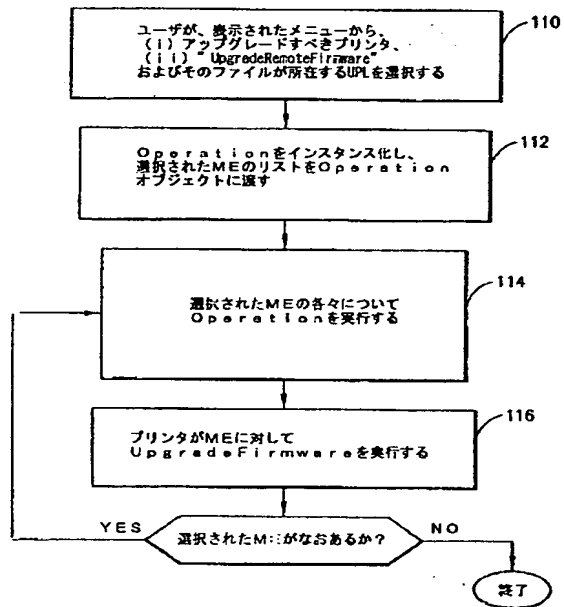 ユーザが、表示されたメニューから、
(i) アップグレードすべきプリンタ、
(ii) "UpgradeRemoteFirmware"
およびそのファイルが所在するUPLを選択する
110
Operationをインスタンス化し、
選択されたMEのリストをOperation
オブジェクトに渡す
112
選択されたMEの各々について
Operationを実行する
114
プリンタがMEに対して
UpgradeFirmwareを実行する
116
選択されたMEがなおあるか?
YES
NO
終了